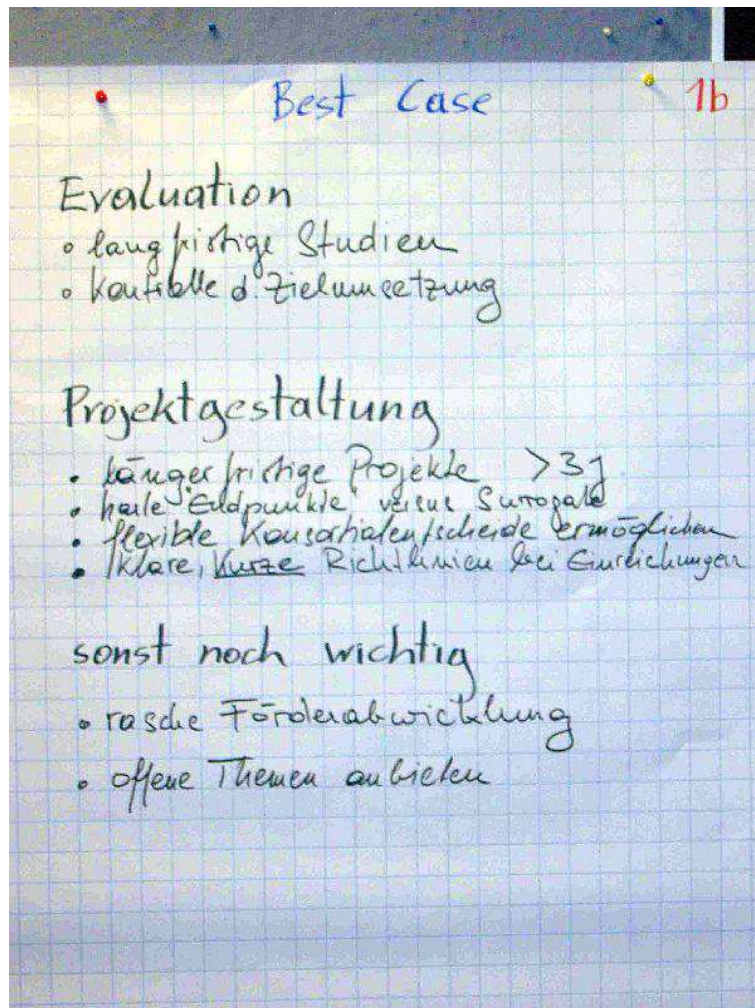 Best Case 1b
Evaluation
• langfristige Studien
• Kontrolle d. Zielumsetzung
Projektgestaltung
• längerfristige Projekte >3J
• harte "Endpunkte" versus Surrogate
• flexible Konsortialentscheide ermöglichen
• klare, kurze Richtlinien bei Einreichungen
sonst noch wichtig
• rasche Förderabwicklung
• offene Themen anbieten